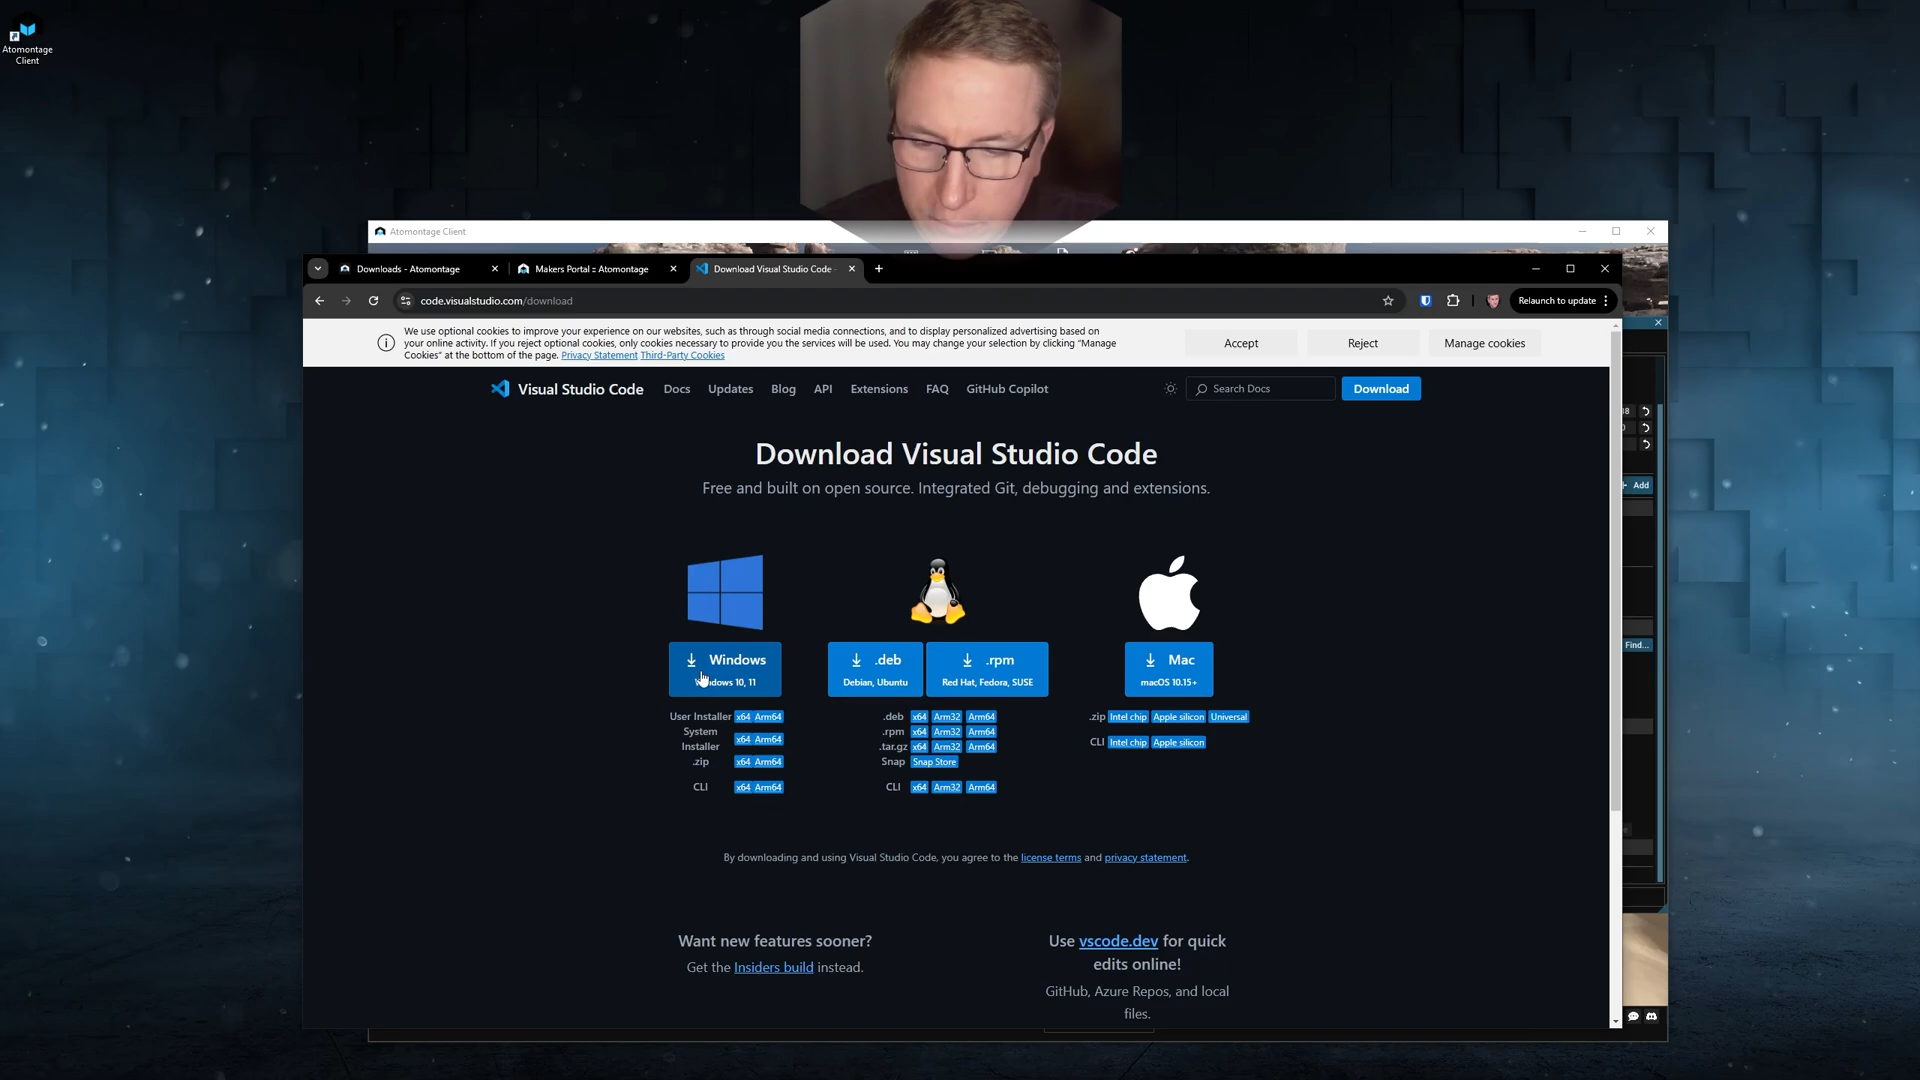 Atomontage
Client
Atomontage Client
Downloads - Atomontage
Makers Portal :: Atomontage
Download Visual Studio Code -
code.visualstudio.com/download
Relaunch to update
We use optional cookies to improve your experience on our websites, such as through social media connections, and to display personalized advertising based on
your online activity. If you reject optional cookies, only cookies necessary to provide you the services will be used. You may change your selection by clicking “Manage
Cookies” at the bottom of the page. Privacy Statement Third-Party Cookies
Accept
Reject
Manage cookies
Visual Studio Code
Docs
Updates
Blog
API
Extensions
FAQ
GitHub Copilot
Search Docs
Download
Download Visual Studio Code
Free and built on open source. Integrated Git, debugging and extensions.
Add
Find...
Windows
Windows 10, 11
.deb
Debian, Ubuntu
.rpm
Red Hat, Fedora, SUSE
Mac
macOS 10.15+
User Installer x64 Arm64
System
Installer x64 Arm64
.zip x64 Arm64
CLI x64 Arm64
.deb x64 Arm32 Arm64
.rpm x64 Arm32 Arm64
.tar.gz x64 Arm32 Arm64
Snap Snap Store
CLI x64 Arm32 Arm64
.zip Intel chip Apple silicon Universal
CLI Intel chip Apple silicon
By downloading and using Visual Studio Code, you agree to the license terms and privacy statement.
Want new features sooner?
Get the Insiders build instead.
Use vscode.dev for quick
edits online!
GitHub, Azure Repos, and local
files.